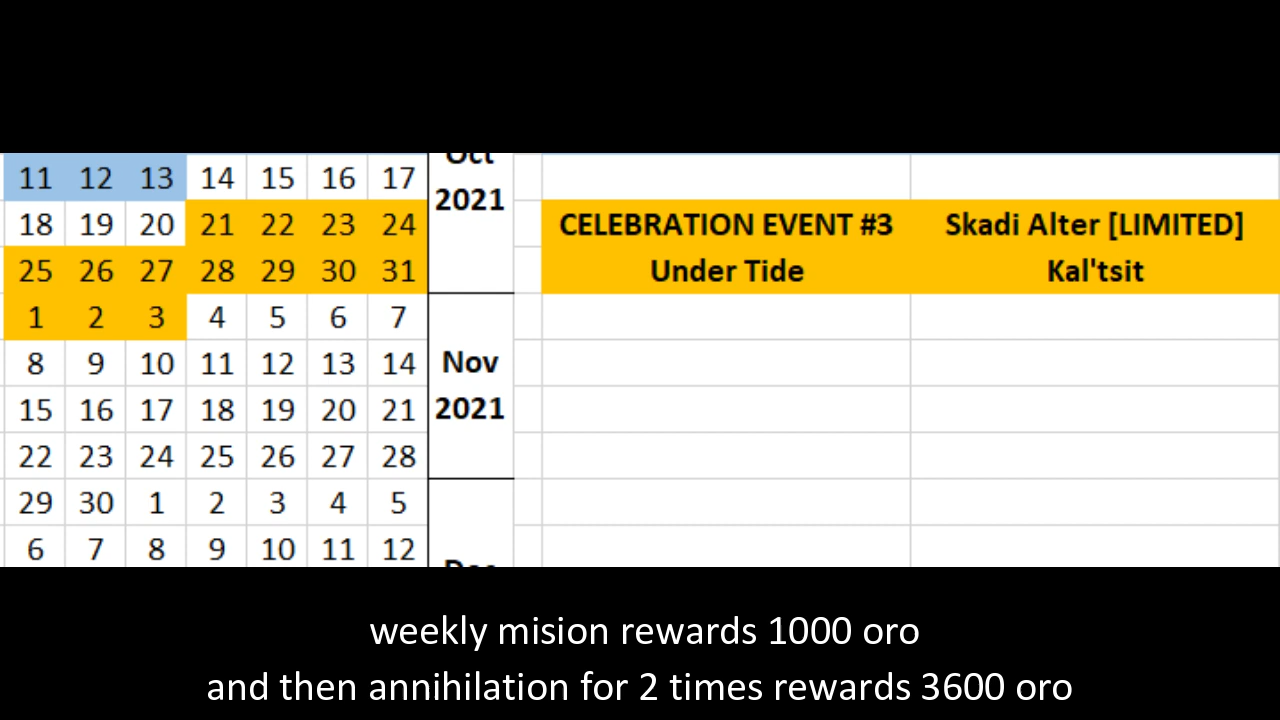 Oct
11 12 13 14 15 16 17
2021
18 19 20 21 22 23 24 CELEBRATION EVENT #3 Skadi Alter [LIMITED]
25 26 27 28 29 30 31 Under Tide Kal'tsit
1 2 3 4 5 6 7
Nov
8 9 10 11 12 13 14
2021
15 16 17 18 19 20 21
22 23 24 25 26 27 28
29 30 1 2 3 4 5
6 7 8 9 10 11 12
Dec
weekly mision rewards 1000 oro
and then annihilation for 2 times rewards 3600 oro